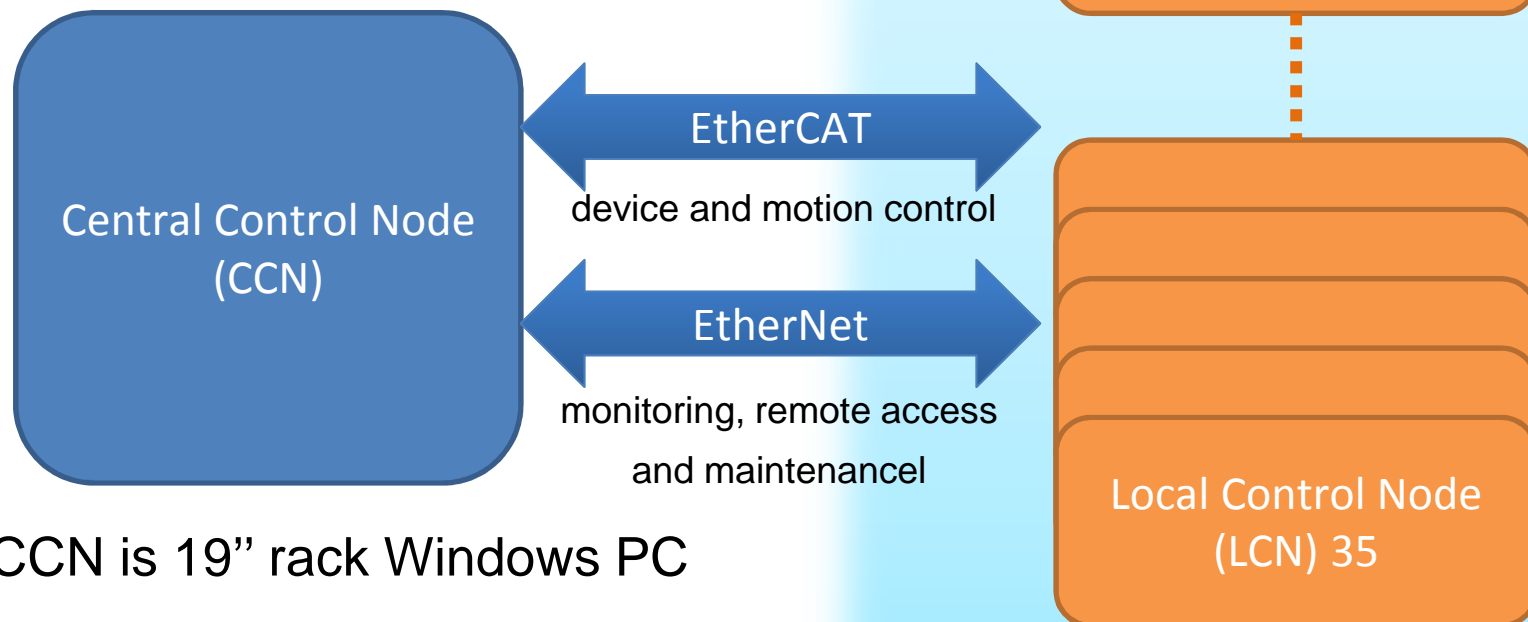 Central Control Node
(CCN)
EtherCAT
device and motion control
EtherNet
monitoring, remote access
and maintenancel
Local Control Node
(LCN) 35
CCN is 19’’ rack Windows PC